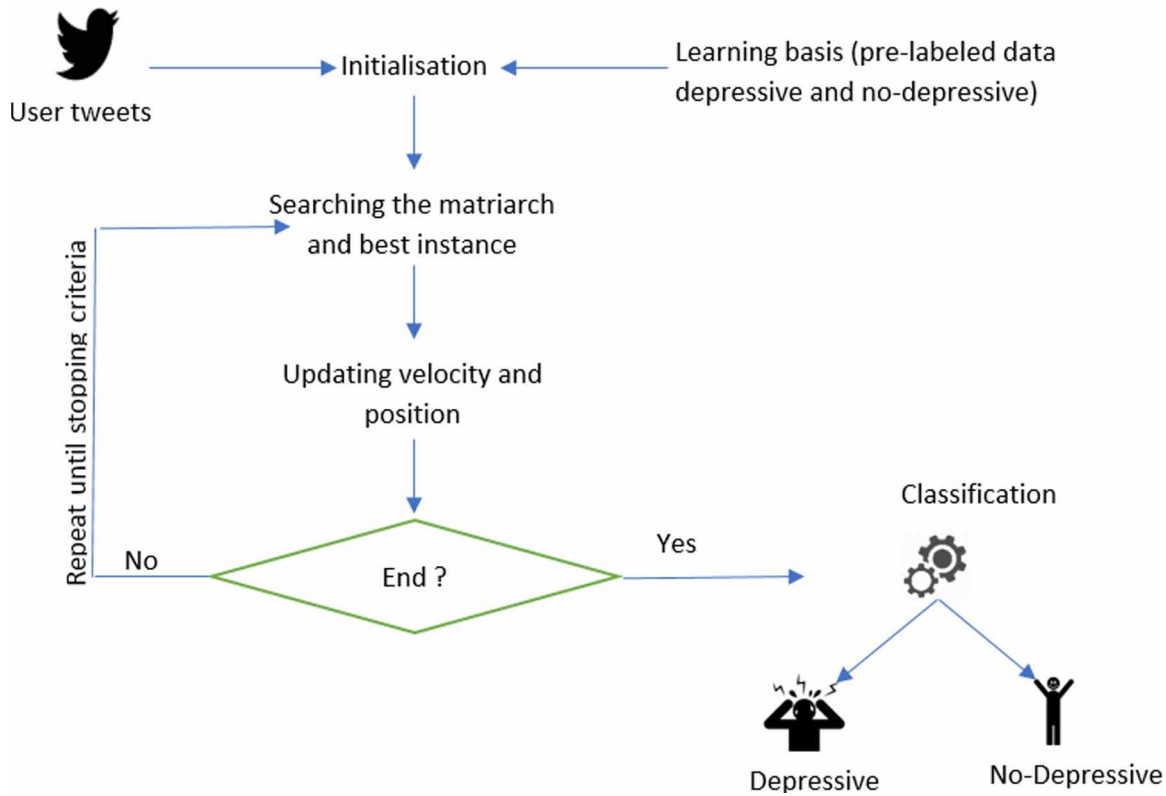 User tweets
Initialisation
Learning basis (pre-labeled data
depressive and no-depressive)
Searching the matriarch
and best instance
Updating velocity and
position
Repeat until stopping criteria
No
End ?
Yes
Classification
Depressive
No-Depressive